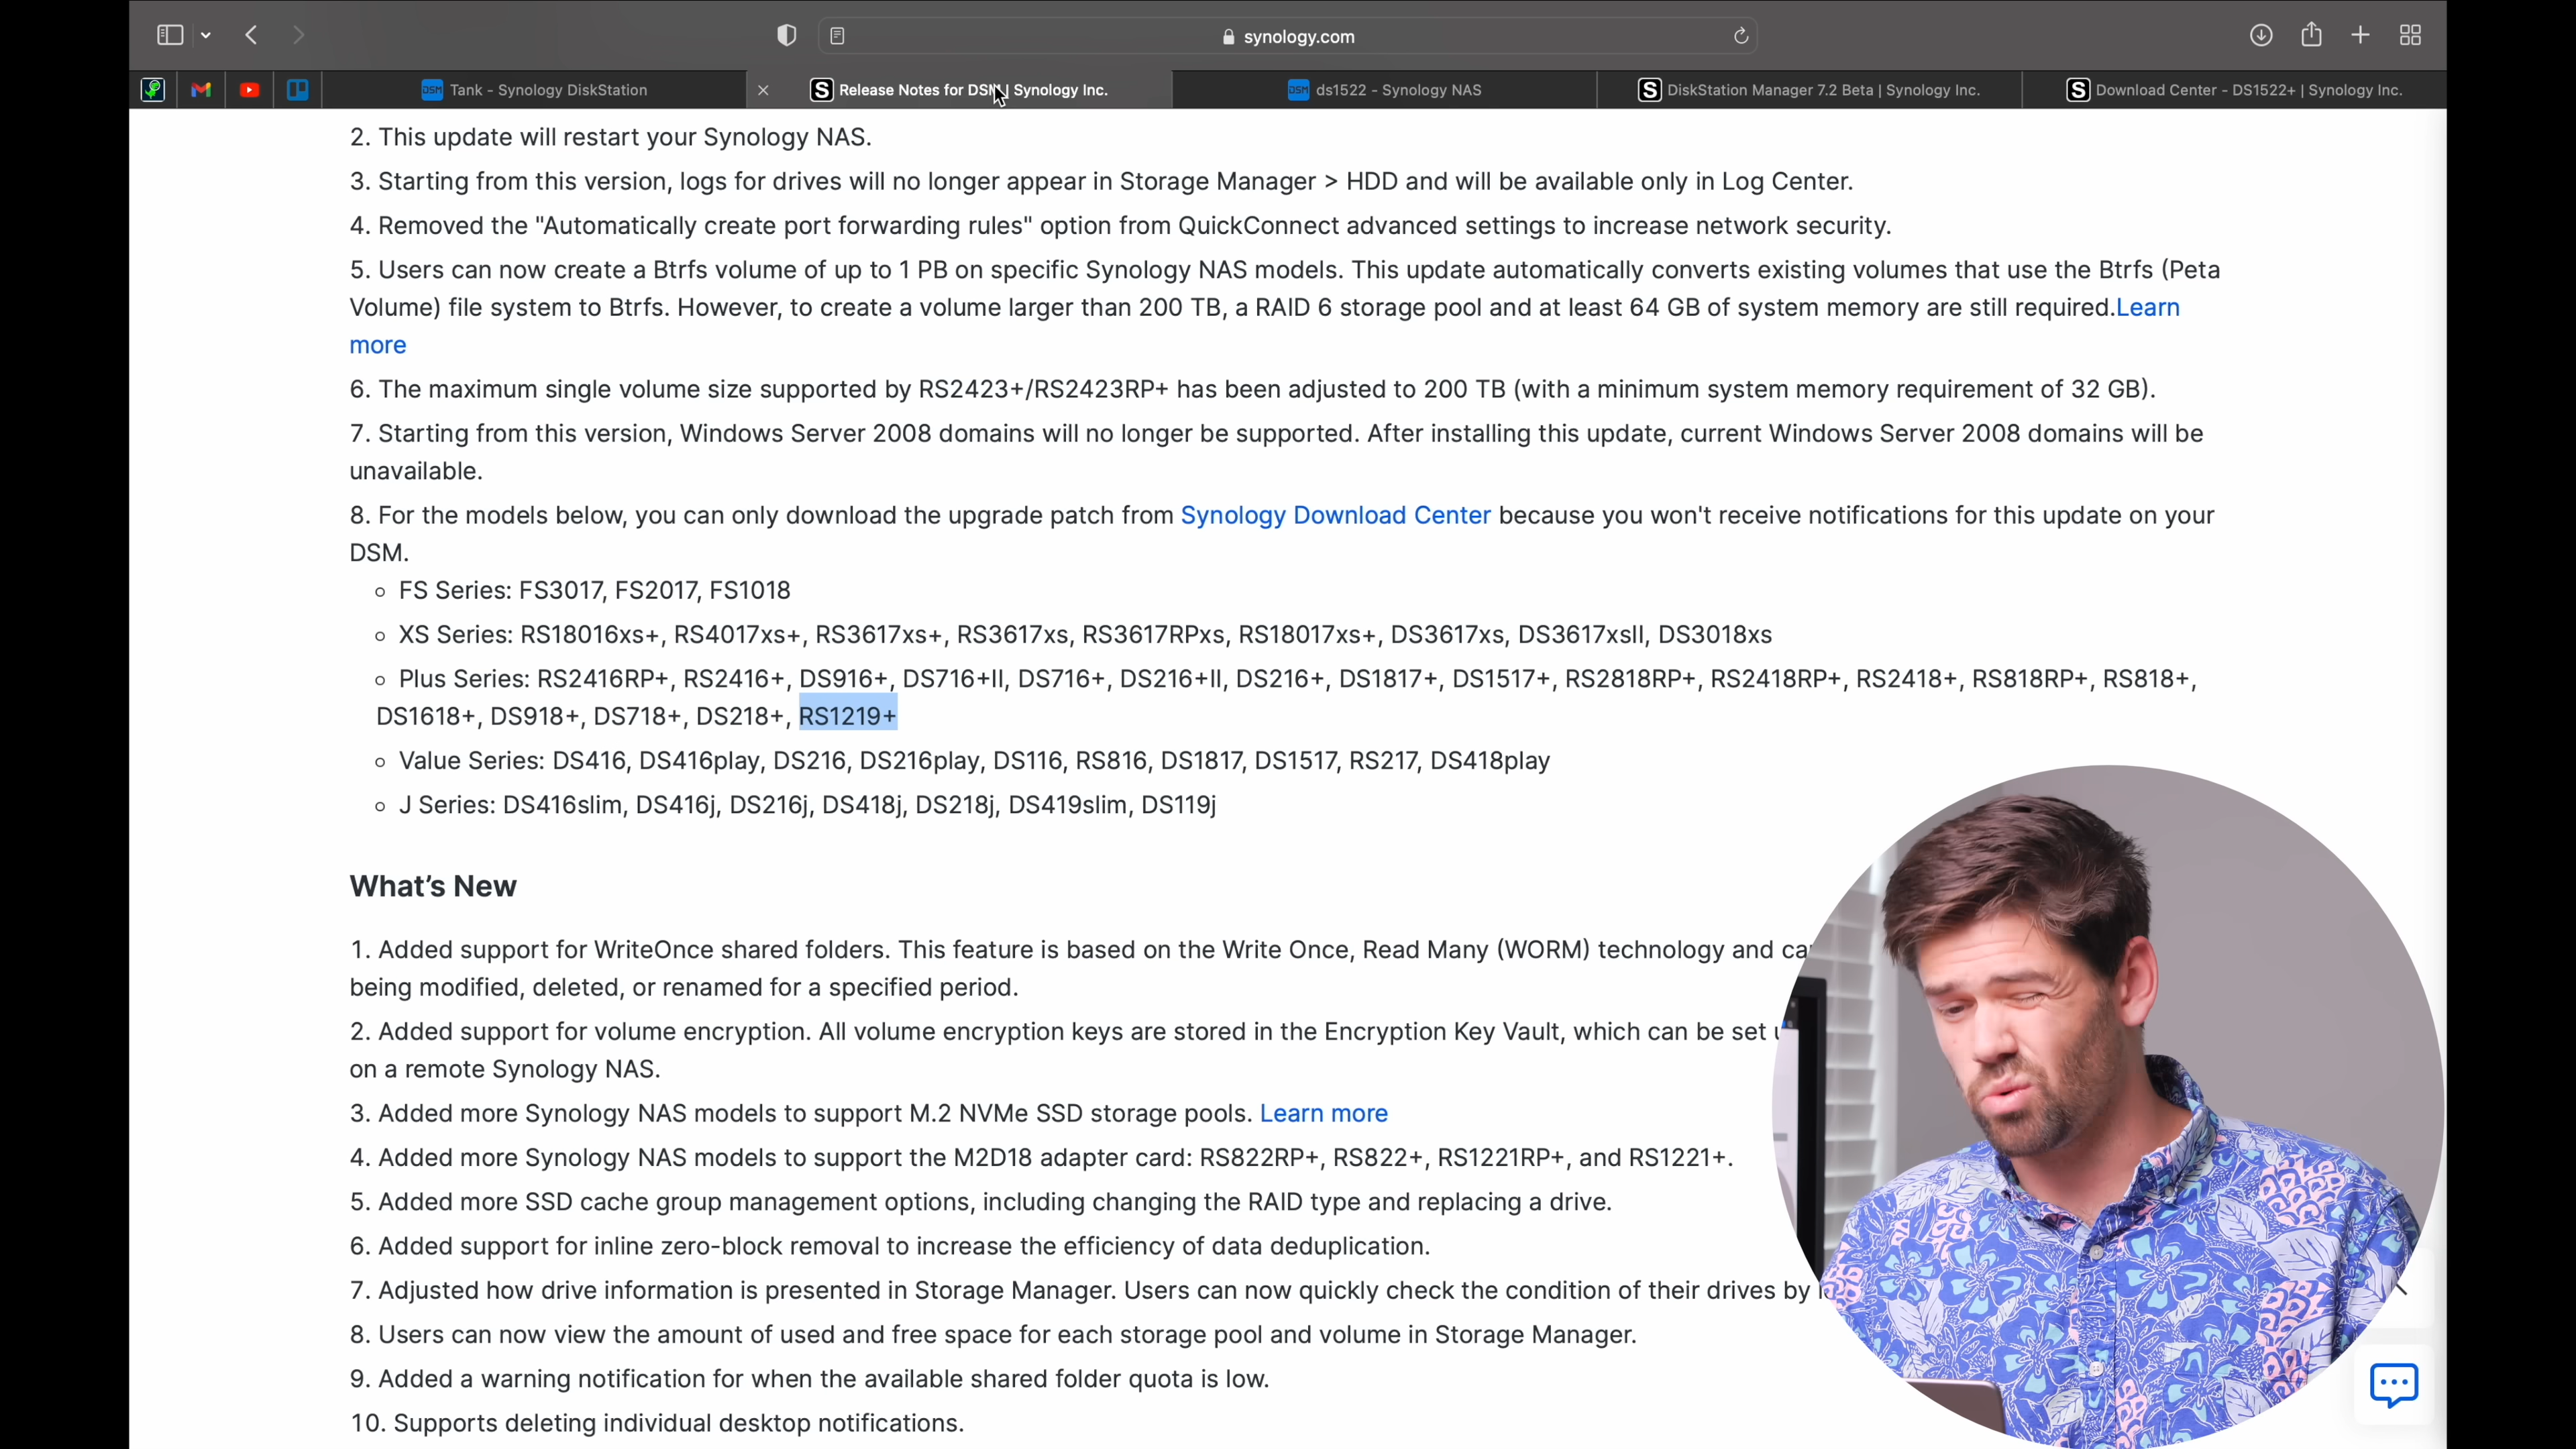 synology.com
Tank - Synology DiskStation
Release Notes for DSM | Synology Inc.
ds1522 - Synology NAS
DiskStation Manager 7.2 Beta | Synology Inc.
Download Center - DS1522+ | Synology Inc.
2. This update will restart your Synology NAS.
3. Starting from this version, logs for drives will no longer appear in Storage Manager > HDD and will be available only in Log Center.
4. Removed the "Automatically create port forwarding rules" option from QuickConnect advanced settings to increase network security.
5. Users can now create a Btrfs volume of up to 1 PB on specific Synology NAS models. This update automatically converts existing volumes that use the Btrfs (Peta
Volume) file system to Btrfs. However, to create a volume larger than 200 TB, a RAID 6 storage pool and at least 64 GB of system memory are still required.Learn
more
6. The maximum single volume size supported by RS2423+/RS2423RP+ has been adjusted to 200 TB (with a minimum system memory requirement of 32 GB).
7. Starting from this version, Windows Server 2008 domains will no longer be supported. After installing this update, current Windows Server 2008 domains will be
unavailable.
8. For the models below, you can only download the upgrade patch from Synology Download Center because you won't receive notifications for this update on your
DSM.
FS Series: FS3017, FS2017, FS1018
XS Series: RS18016xs+, RS4017xs+, RS3617xs+, RS3617xs, RS3617RPxs, RS18017xs+, DS3617xs, DS3617xsII, DS3018xs
Plus Series: RS2416RP+, RS2416+, DS916+, DS716+II, DS716+, DS216+II, DS216+, DS1817+, DS1517+, RS2818RP+, RS2418RP+, RS2418+, RS818RP+, RS818+,
DS1618+, DS918+, DS718+, DS218+, RS1219+
Value Series: DS416, DS416play, DS216, DS216play, DS116, RS816, DS1817, DS1517, RS217, DS418play
J Series: DS416slim, DS416j, DS216j, DS418j, DS218j, DS419slim, DS119j
What's New
1. Added support for WriteOnce shared folders. This feature is based on the Write Once, Read Many (WORM) technology and
being modified, deleted, or renamed for a specified period.
2. Added support for volume encryption. All volume encryption keys are stored in the Encryption Key Vault, which can be set
on a remote Synology NAS.
3. Added more Synology NAS models to support M.2 NVMe SSD storage pools. Learn more
4. Added more Synology NAS models to support the M2D18 adapter card: RS822RP+, RS822+, RS1221RP+, and RS1221+.
5. Added more SSD cache group management options, including changing the RAID type and replacing a drive.
6. Added support for inline zero-block removal to increase the efficiency of data deduplication.
7. Adjusted how drive information is presented in Storage Manager. Users can now quickly check the condition of their drives by
8. Users can now view the amount of used and free space for each storage pool and volume in Storage Manager.
9. Added a warning notification for when the available shared folder quota is low.
10. Supports deleting individual desktop notifications.